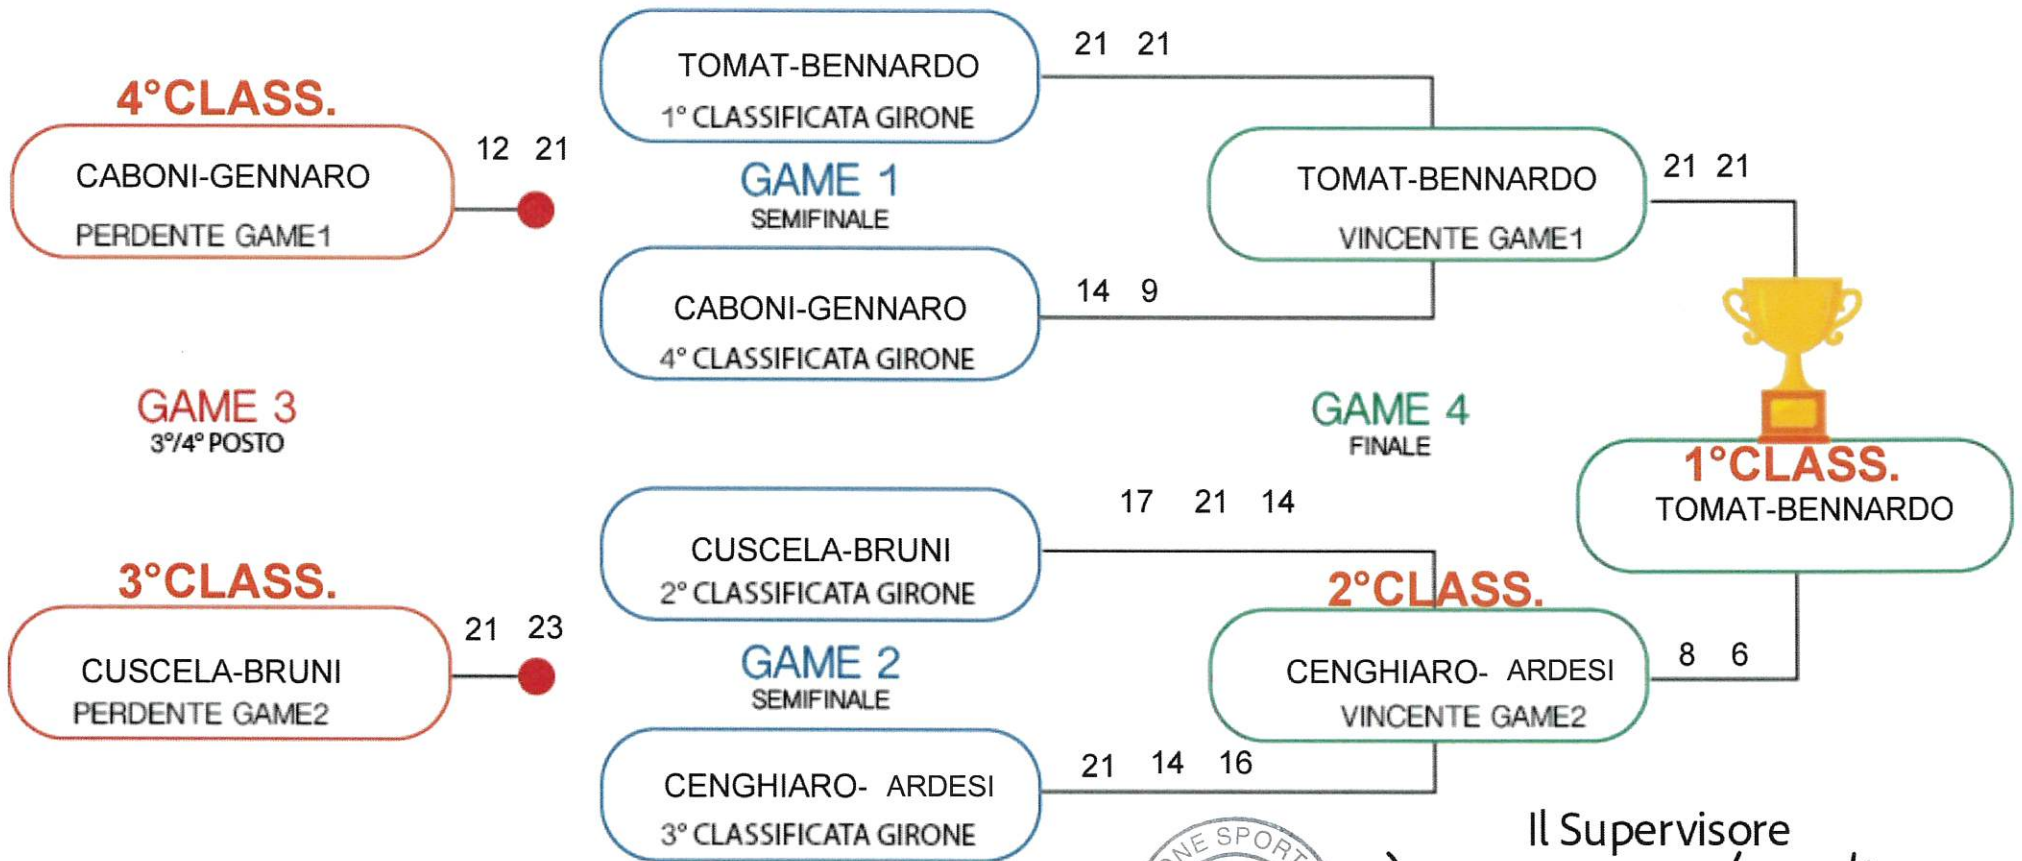 4°CLASS.
CABONI-GENNARO
PERDENTE GAME1
12 21
GAME 3
3°/4° POSTO
3°CLASS.
CUSCELA-BRUNI
PERDENTE GAME2
21 23
TOMAT-BENNARDO
1° CLASSIFICATA GIRONE
21 21
GAME 1
SEMIFINALE
CABONI-GENNARO
4° CLASSIFICATA GIRONE
14 9
CUSCELA-BRUNI
2° CLASSIFICATA GIRONE
17 21 14
GAME 2
SEMIFINALE
CENGHIARO- ARDESI
3° CLASSIFICATA GIRONE
21 14 16
TOMAT-BENNARDO
VINCENTE GAME1
21 21
GAME 4
FINALE
2°CLASS.
CENGHIARO- ARDESI
VINCENTE GAME2
8 6
1°CLASS.
TOMAT-BENNARDO
Il Supervisore